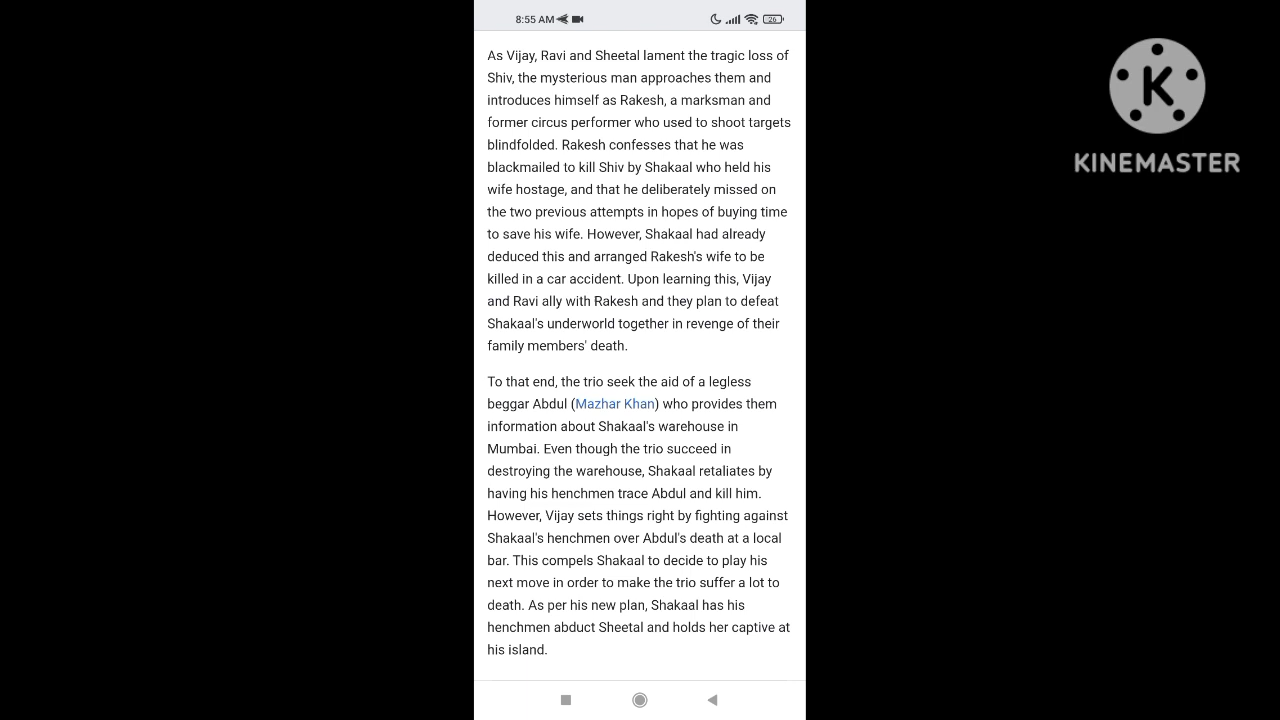 8:55 AM
26
As Vijay, Ravi and Sheetal lament the tragic loss of
Shiv, the mysterious man approaches them and
introduces himself as Rakesh, a marksman and
former circus performer who used to shoot targets
blindfolded. Rakesh confesses that he was
blackmailed to kill Shiv by Shakaal who held his
wife hostage, and that he deliberately missed on
the two previous attempts in hopes of buying time
to save his wife. However, Shakaal had already
deduced this and arranged Rakesh's wife to be
killed in a car accident. Upon learning this, Vijay
and Ravi ally with Rakesh and they plan to defeat
Shakaal's underworld together in revenge of their
family members' death.
To that end, the trio seek the aid of a legless
beggar Abdul (Mazhar Khan) who provides them
information about Shakaal's warehouse in
Mumbai. Even though the trio succeed in
destroying the warehouse, Shakaal retaliates by
having his henchmen trace Abdul and kill him.
However, Vijay sets things right by fighting against
Shakaal's henchmen over Abdul's death at a local
bar. This compels Shakaal to decide to play his
next move in order to make the trio suffer a lot to
death. As per his new plan, Shakaal has his
henchmen abduct Sheetal and holds her captive at
his island.
K
KINEMASTER